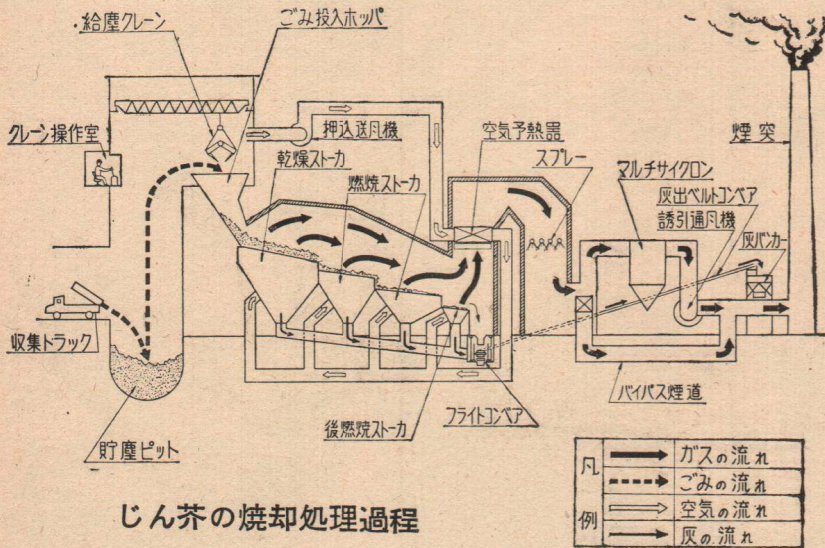 給塵クレーン
ごみ投入ホッパ
クレーン操作室
押込送凡機
空気予熱器
煙突
乾燥ストーカ
燃焼ストーカ
スプレー
マルチサイクロン
灰出ベルトコンベア
誘引通凡機
灰バンカー
収集トラック
貯塵ピット
後燃焼ストーカ
フライトコンベア
バイパス煙道
凡例
ガスの流れ
ごみの流れ
空気の流れ
灰の流れ
じん芥の焼却処理過程